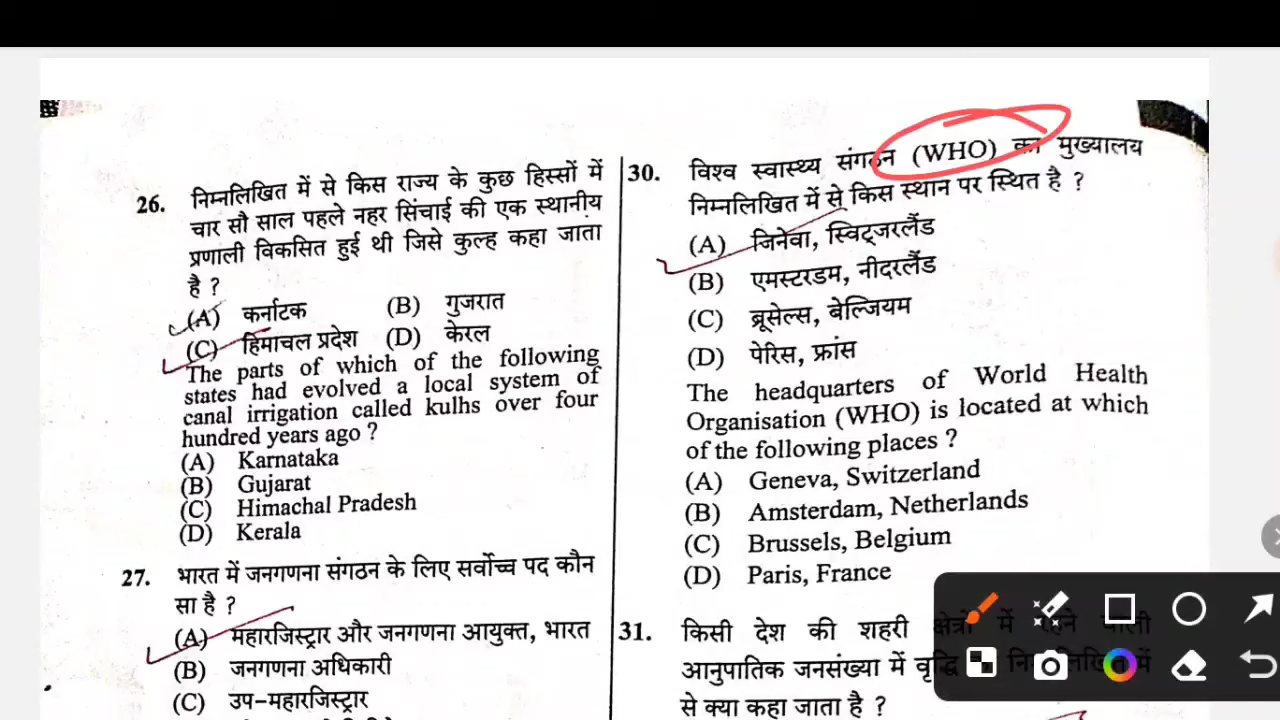 26. निम्नलिखित में से किस राज्य के कुछ हिस्सों में
चार सौ साल पहले नहर सिंचाई की एक स्थानीय
प्रणाली विकसित हुई थी जिसे कुल्ह कहा जाता
है ?
(A) कर्नाटक (B) गुजरात
(C) हिमाचल प्रदेश (D) केरल
The parts of which of the following
states had evolved a local system of
canal irrigation called kulhs over four
hundred years ago ?
(A) Karnataka
(B) Gujarat
(C) Himachal Pradesh
(D) Kerala
27. भारत में जनगणना संगठन के लिए सर्वोच्च पद कौन
सा है ?
(A) महारजिस्ट्रार और जनगणना आयुक्त, भारत
(B) जनगणना अधिकारी
(C) उप-महारजिस्ट्रार
30. विश्व स्वास्थ्य संगठन (WHO) का मुख्यालय
निम्नलिखित में से किस स्थान पर स्थित है ?
(A) जिनेवा, स्विट्जरलैंड
(B) एमस्टरडम, नीदरलैंड
(C) ब्रूसेल्स, बेल्जियम
(D) पेरिस, फ्रांस
The headquarters of World Health
Organisation (WHO) is located at which
of the following places ?
(A) Geneva, Switzerland
(B) Amsterdam, Netherlands
(C) Brussels, Belgium
(D) Paris, France
31. किसी देश की शहरी क्षेत्रों में रहने वाली
आनुपातिक जनसंख्या में वृद्धि को निम्नलिखित में
से क्या कहा जाता है ?